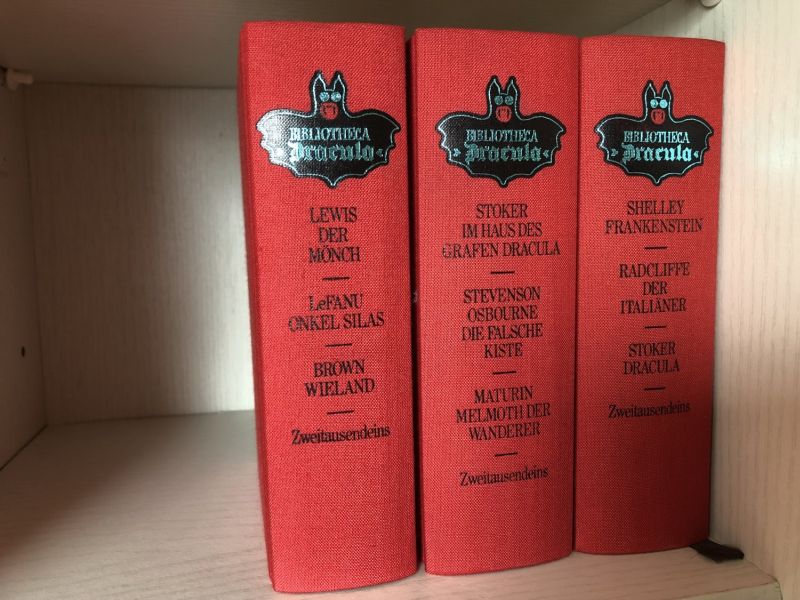 BIBLIOTHECA
Dracula
LEWIS
DER
MÖNCH
LeFANU
ONKEL SILAS
BROWN
WIELAND
Zweitausendeins
BIBLIOTHECA
Dracula
STOKER
IM HAUS DES
GRAFEN DRACULA
STEVENSON
OSBOURNE
DIE FALSCHE
KISTE
MATURIN
MELMOTH DER
WANDERER
Zweitausendeins
BIBLIOTHECA
Dracula
SHELLEY
FRANKENSTEIN
RADCLIFFE
DER
ITALIÄNER
STOKER
DRACULA
Zweitausendeins